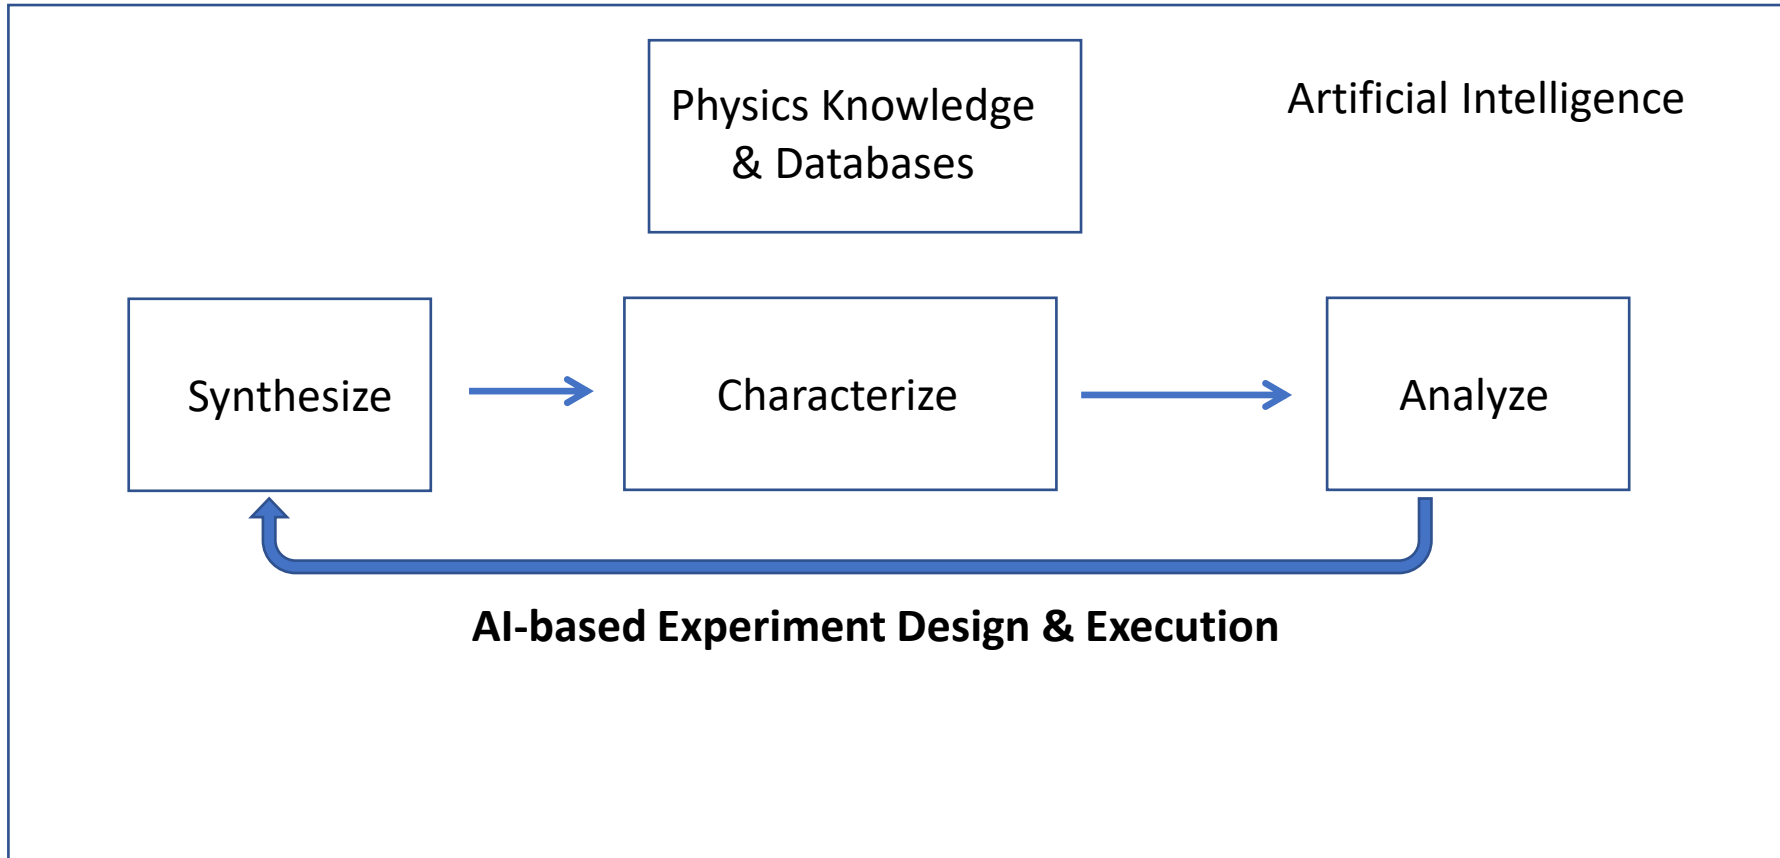 Physics Knowledge
& Databases
Artificial Intelligence
Synthesize
Characterize
Analyze
AI-based Experiment Design & Execution